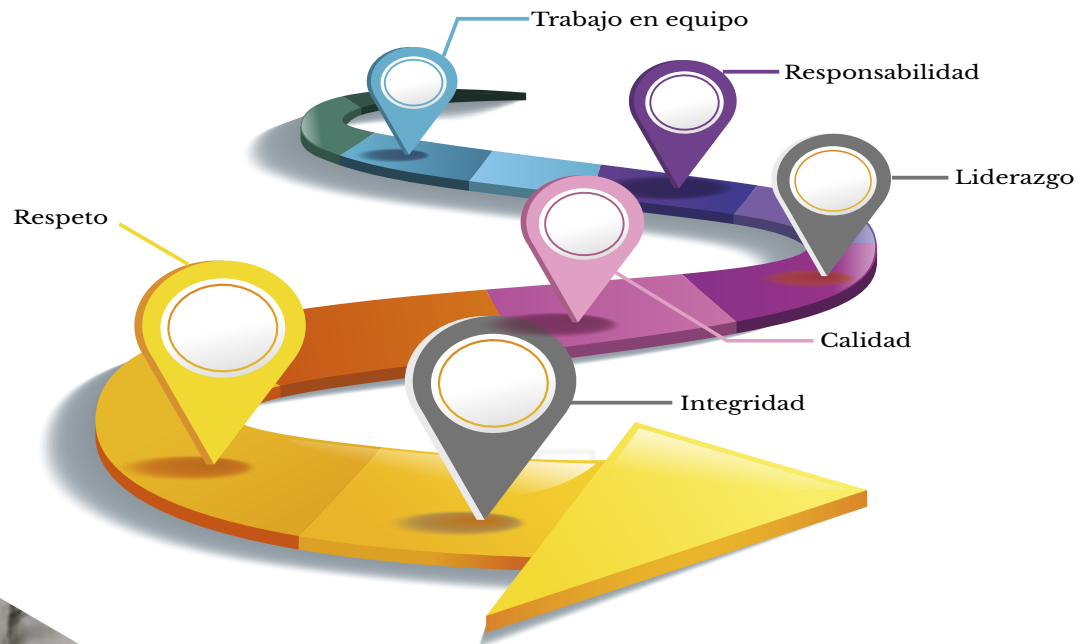 Trabajo en equipo
Responsabilidad
Liderazgo
Respeto
Calidad
Integridad